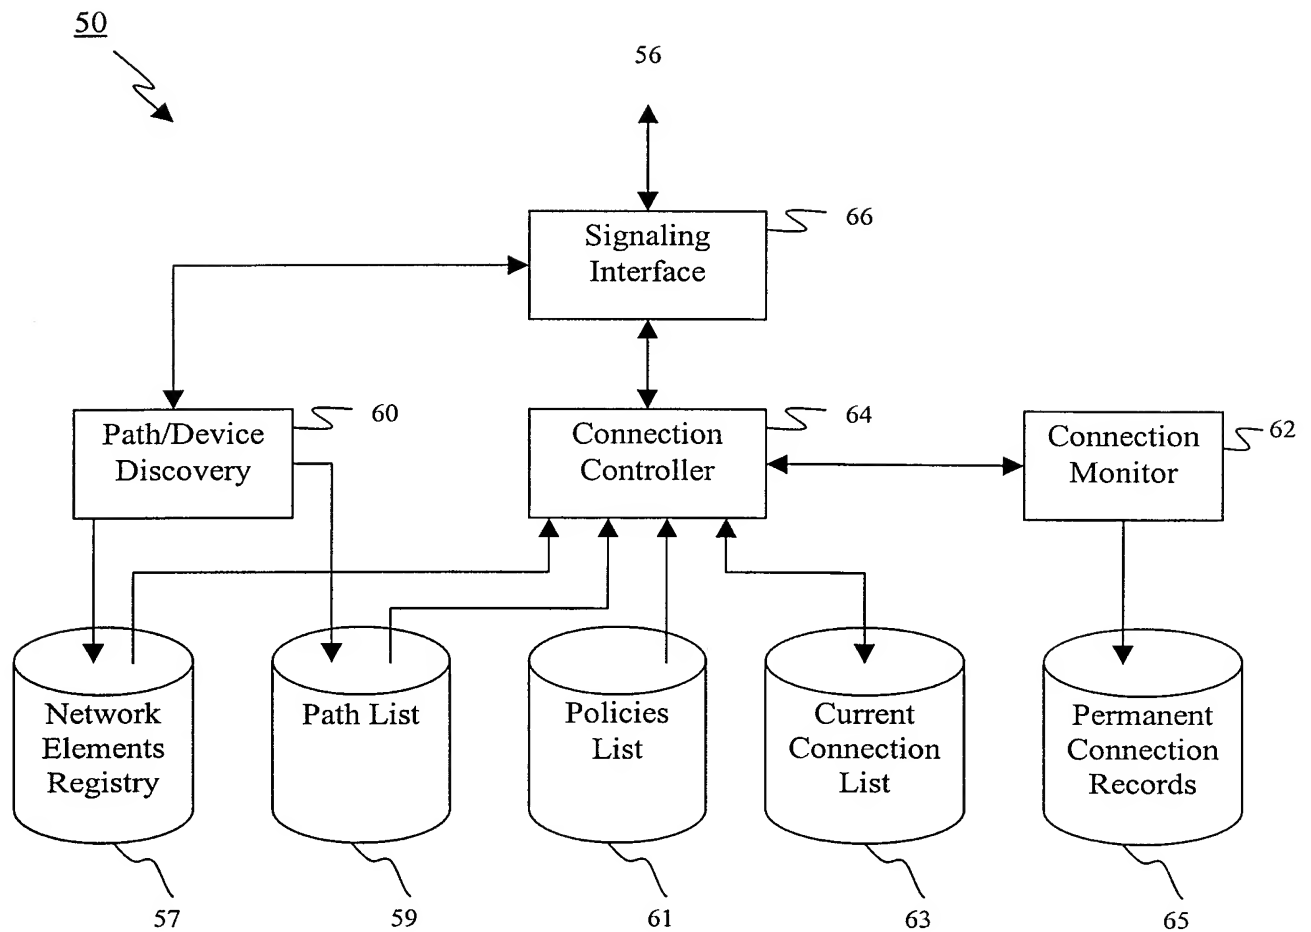 50
56
Signaling
Interface
66
Path/Device
Discovery
60
Connection
Controller
64
Connection
Monitor
62
Network
Elements
Registry
Path List
Policies
List
Current
Connection
List
Permanent
Connection
Records
57
59
61
63
65